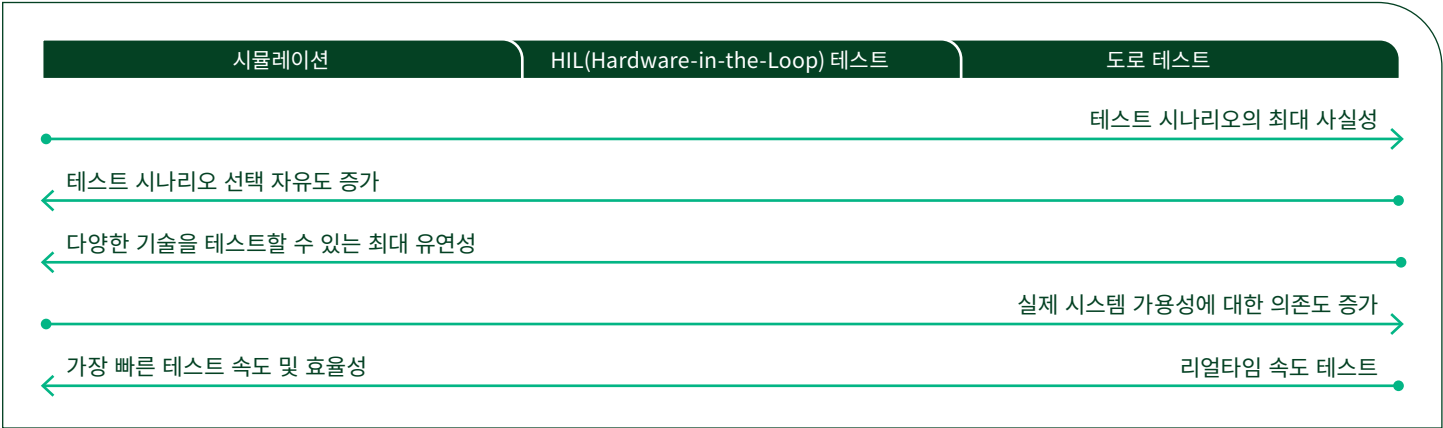 시뮬레이션
HIL(Hardware-in-the-Loop) 테스트
도로 테스트
테스트 시나리오의 최대 사실성
테스트 시나리오 선택 자유도 증가
다양한 기술을 테스트할 수 있는 최대 유연성
실제 시스템 가용성에 대한 의존도 증가
가장 빠른 테스트 속도 및 효율성
리얼타임 속도 테스트